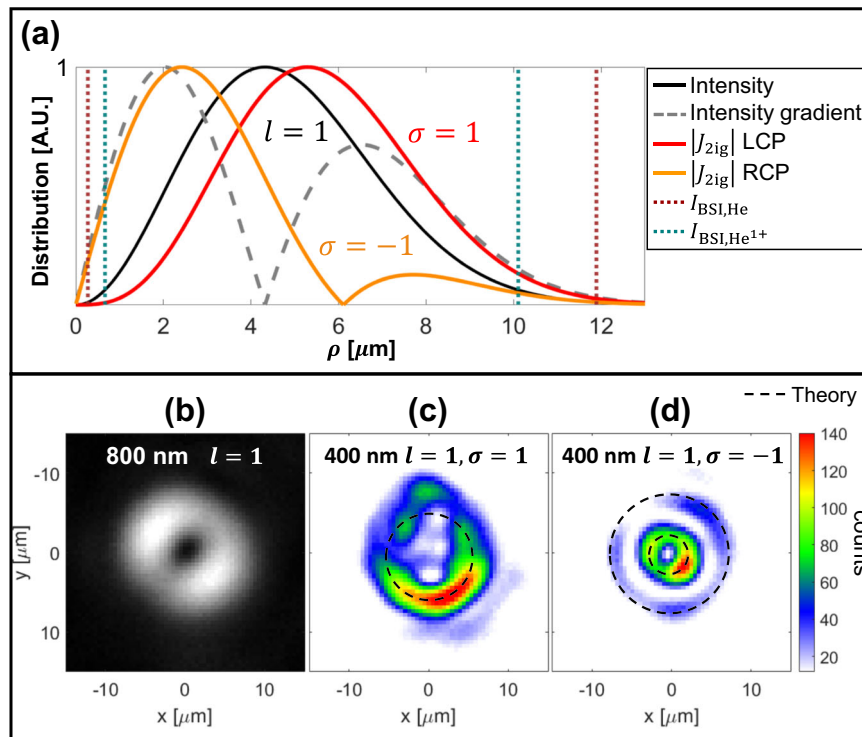 (a)
1
Distribution [A.U.]
l = 1
σ = 1
σ = −1
0 2 4 6 8 10 12
ρ [μm]
Intensity
Intensity gradient
|J₂ᵢg| LCP
|J₂ᵢg| RCP
I_BSI,He
I_BSI,He¹⁺
(b) (c) (d)
Theory
800 nm l = 1
400 nm l = 1, σ = 1
400 nm l = 1, σ = −1
-10
0
10
y [μm]
-10 0 10
x [μm]
-10 0 10
x [μm]
-10 0 10
x [μm]
140
120
100
80
60
40
20
counts